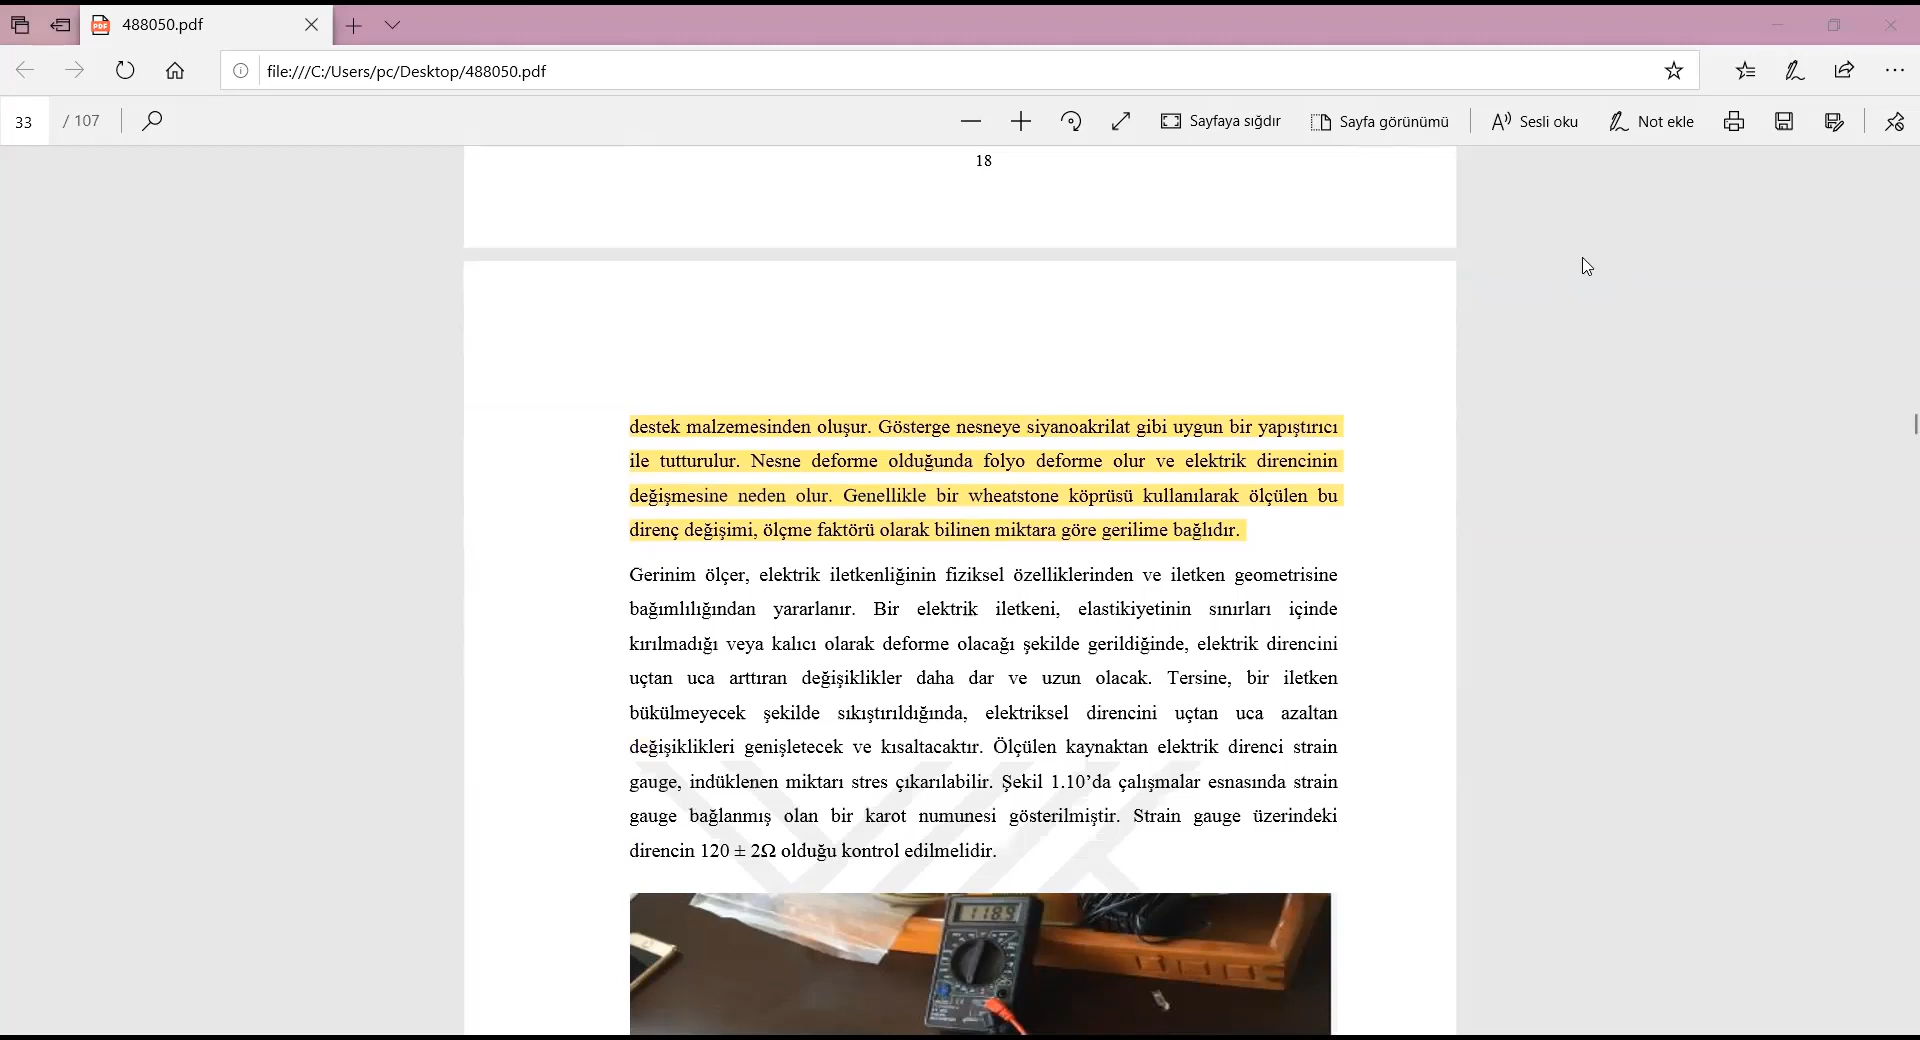 488050.pdf
file:///C:/Users/pc/Desktop/488050.pdf
33 / 107
Sayfaya sığdır
Sayfa görünümü
Sesli oku
Not ekle
18
destek malzemesinden oluşur. Gösterge nesneye siyanoakrilat gibi uygun bir yapıştırıcı
ile tutturulur. Nesne deforme olduğunda folyo deforme olur ve elektrik direncinin
değişmesine neden olur. Genellikle bir wheatstone köprüsü kullanılarak ölçülen bu
direnç değişimi, ölçme faktörü olarak bilinen miktara göre gerilime bağlıdır.
Gerinim ölçer, elektrik iletkenliğinin fiziksel özelliklerinden ve iletken geometrisine
bağımlılığından yararlanır. Bir elektrik iletkeni, elastikiyetinin sınırları içinde
kırılmadığı veya kalıcı olarak deforme olacağı şekilde gerildiğinde, elektrik direncini
uçtan uca arttıran değişiklikler daha dar ve uzun olacak. Tersine, bir iletken
bükülmeyecek şekilde sıkıştırıldığında, elektriksel direncini uçtan uca azaltan
değişiklikleri genişletecek ve kısaltacaktır. Ölçülen kaynaktan elektrik direnci strain
gauge, indüklenen miktarı stres çıkarılabilir. Şekil 1.10’da çalışmalar esnasında strain
gauge bağlanmış olan bir karot numunesi gösterilmiştir. Strain gauge üzerindeki
direncin 120 ± 2Ω olduğu kontrol edilmelidir.
118.9